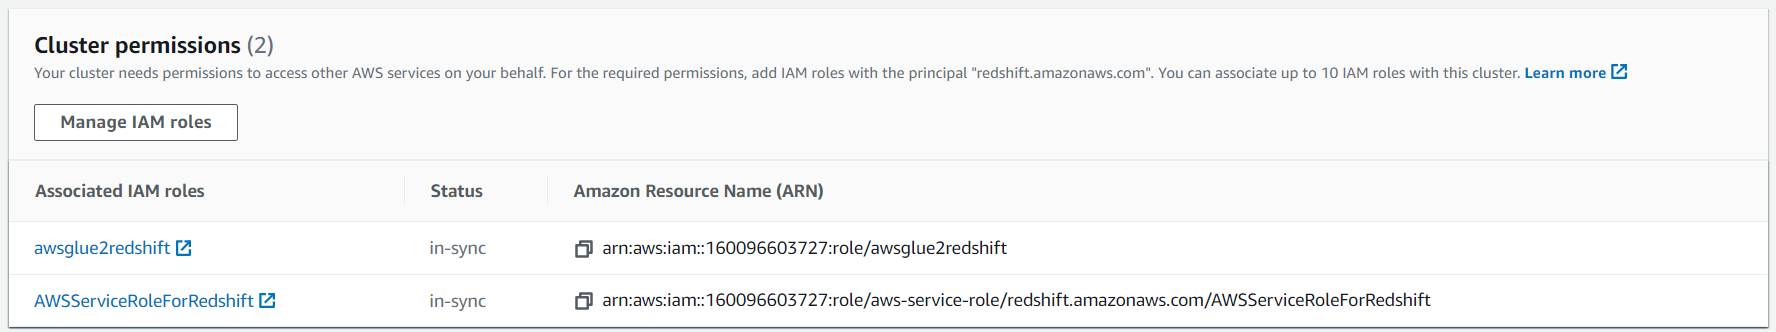 Cluster permissions (2)
Your cluster needs permissions to access other AWS services on your behalf. For the required permissions, add IAM roles with the principal "redshift.amazonaws.com". You can associate up to 10 IAM roles with this cluster. Learn more
Manage IAM roles
Associated IAM roles Status Amazon Resource Name (ARN)
awsglue2redshift in-sync arn:aws:iam::160096603727:role/awsglue2redshift
AWSServiceRoleForRedshift in-sync arn:aws:iam::160096603727:role/aws-service-role/redshift.amazonaws.com/AWSServiceRoleForRedshift